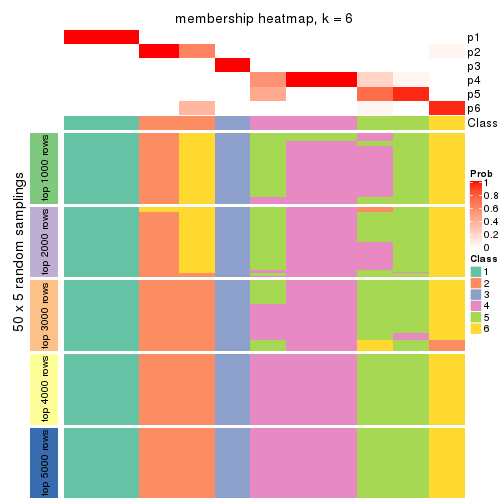 membership heatmap, k = 6
p1
p2
p3
p4
p5
p6
Class
50 x 5 random samplings
top 1000 rows
top 2000 rows
top 3000 rows
top 4000 rows
top 5000 rows
Prob
1
0.8
0.6
0.4
0.2
0
Class
1
2
3
4
5
6